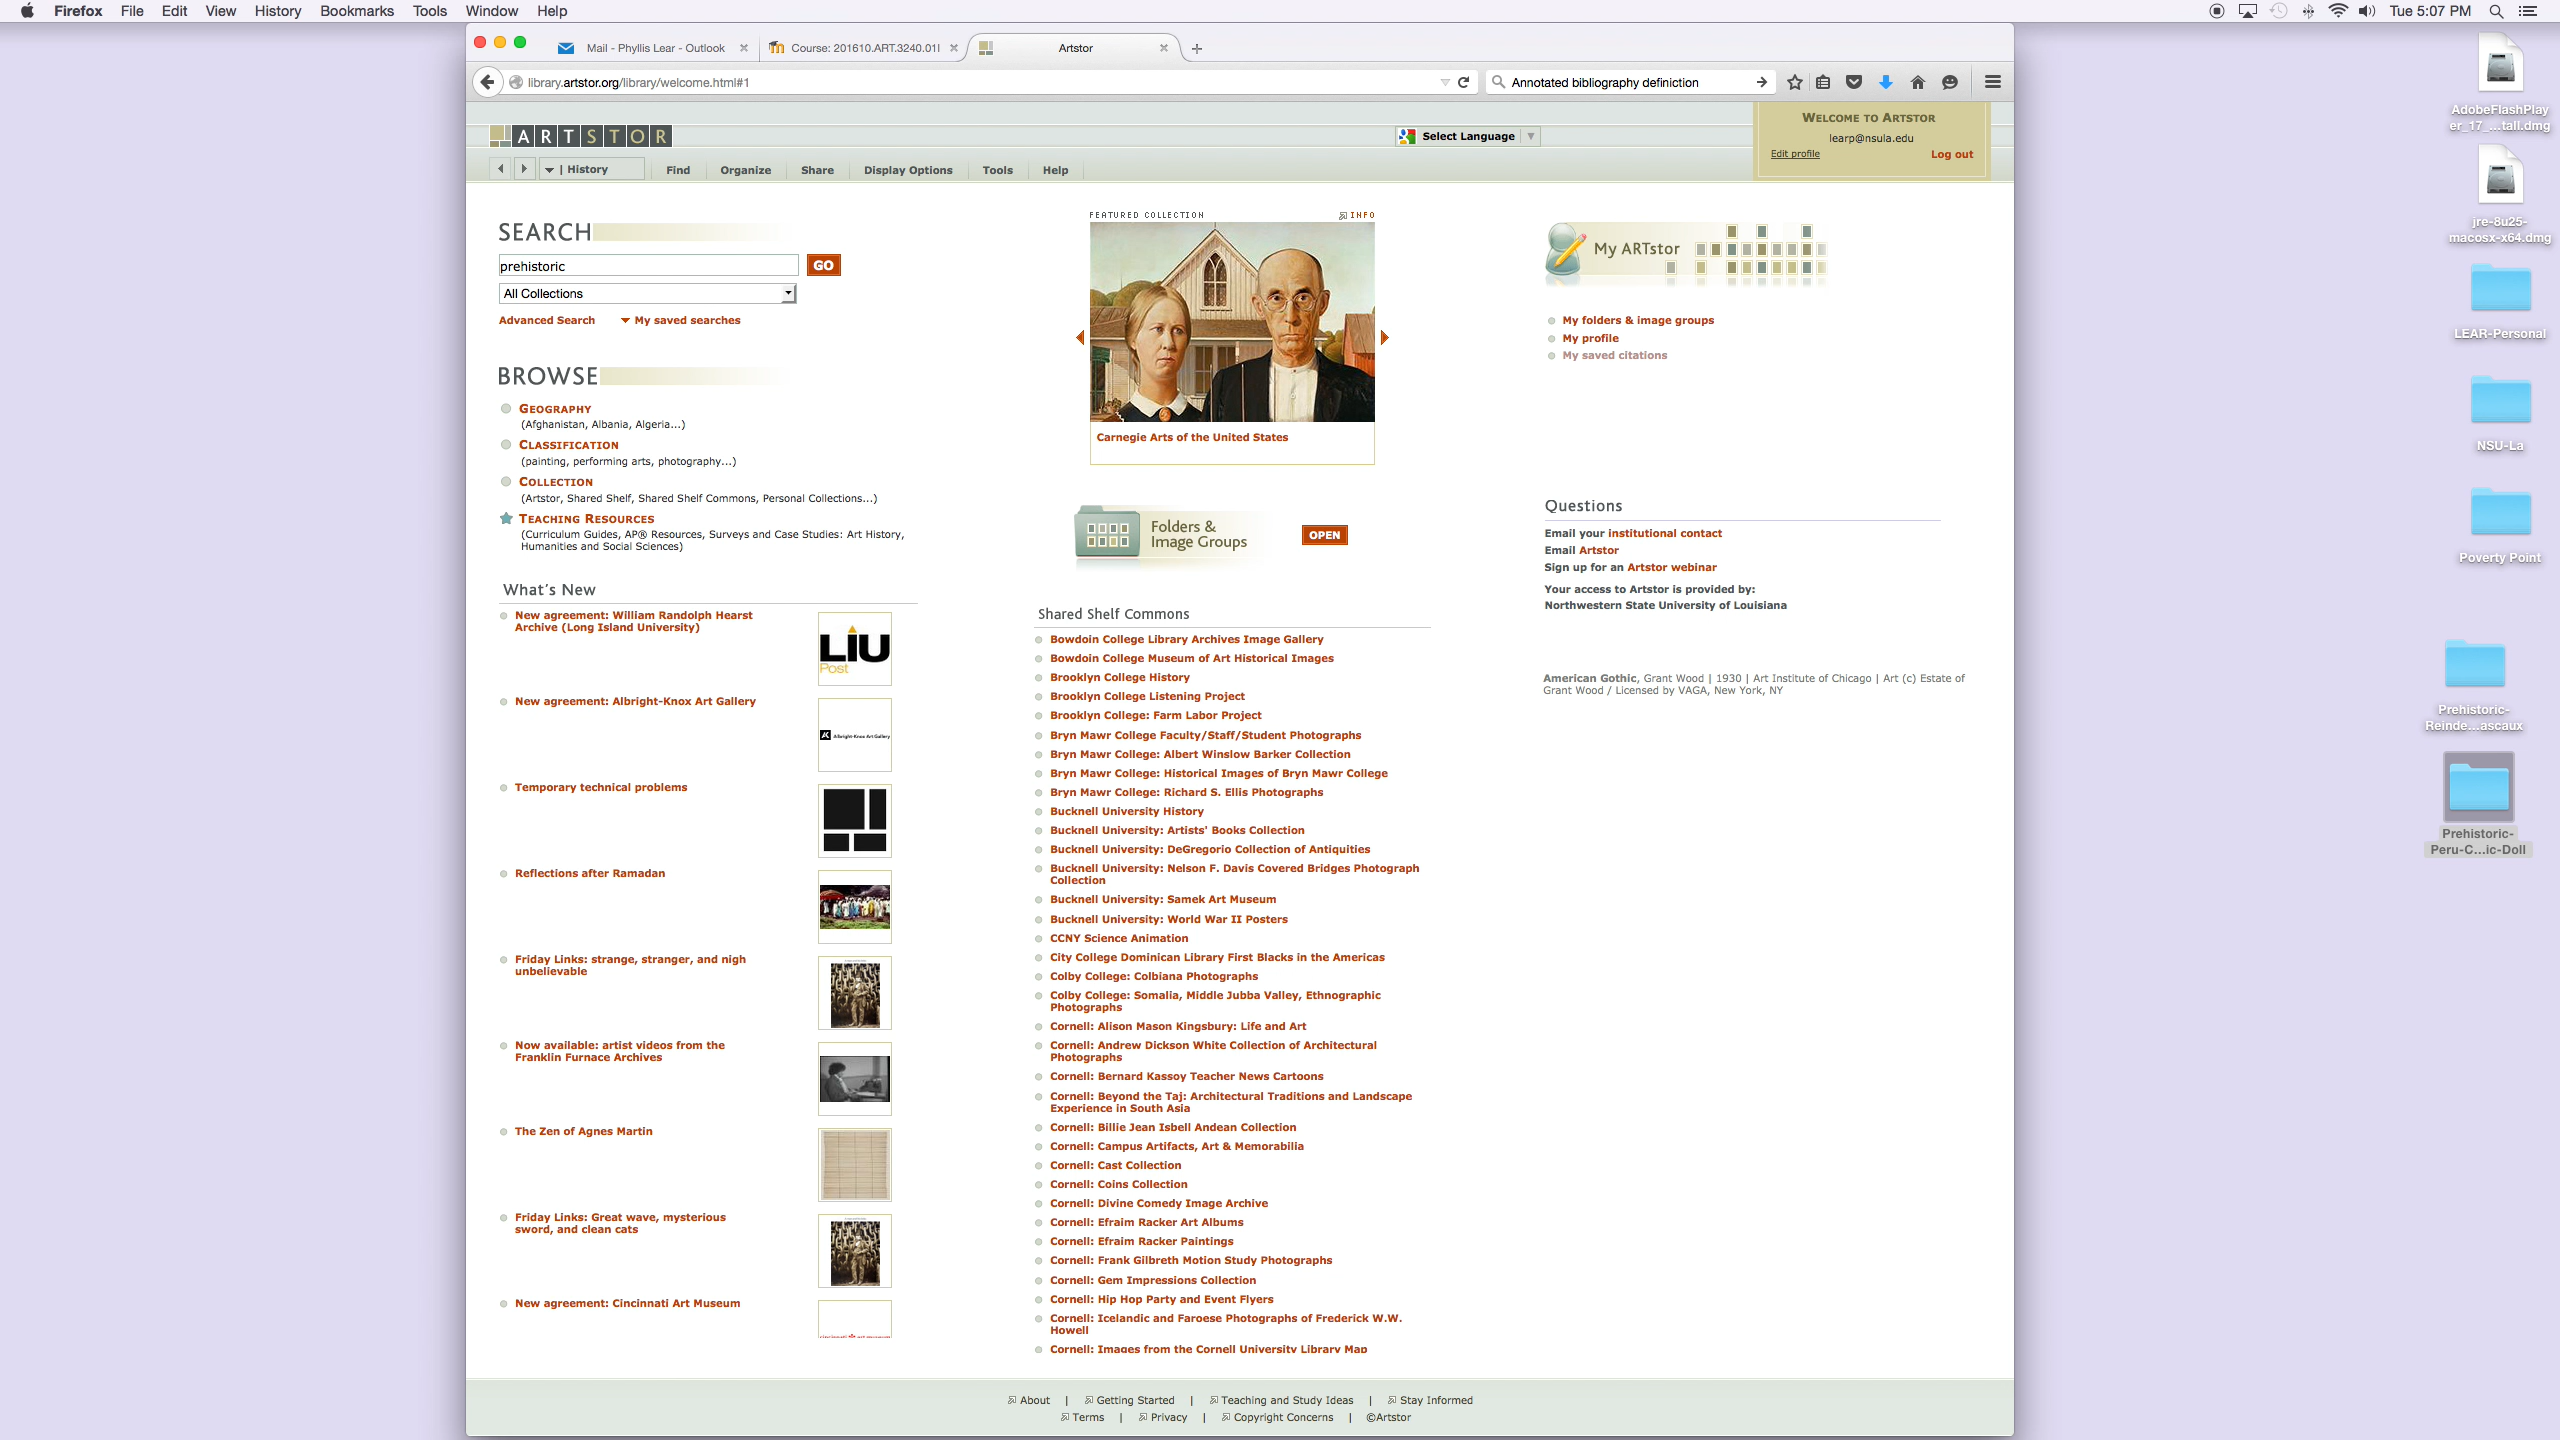 Firefox File Edit View History Bookmarks Tools Window Help
Tue 5:07 PM
Mail - Phyllis Lear - Outlook
Course: 201610.ART.3240.01I
Artstor
library.artstor.org/library/welcome.html#1
Annotated bibliography definiction
ARTSTOR
Select Language
WELCOME TO ARTSTOR
learp@nsula.edu
Edit profile
Log out
| History
Find
Organize
Share
Display Options
Tools
Help
SEARCH
prehistoric
GO
All Collections
Advanced Search
My saved searches
BROWSE
GEOGRAPHY
(Afghanistan, Albania, Algeria...)
CLASSIFICATION
(painting, performing arts, photography...)
COLLECTION
(Artstor, Shared Shelf, Shared Shelf Commons, Personal Collections...)
TEACHING RESOURCES
(Curriculum Guides, AP® Resources, Surveys and Case Studies: Art History,
Humanities and Social Sciences)
What's New
New agreement: William Randolph Hearst
Archive (Long Island University)
LIU
Post
New agreement: Albright-Knox Art Gallery
Albright-Knox Art Gallery
Temporary technical problems
Reflections after Ramadan
Friday Links: strange, stranger, and nigh
unbelievable
Now available: artist videos from the
Franklin Furnace Archives
The Zen of Agnes Martin
Friday Links: Great wave, mysterious
sword, and clean cats
New agreement: Cincinnati Art Museum
FEATURED COLLECTION
INFO
Carnegie Arts of the United States
Folders &
Image Groups
OPEN
Shared Shelf Commons
Bowdoin College Library Archives Image Gallery
Bowdoin College Museum of Art Historical Images
Brooklyn College History
Brooklyn College Listening Project
Brooklyn College: Farm Labor Project
Bryn Mawr College Faculty/Staff/Student Photographs
Bryn Mawr College: Albert Winslow Barker Collection
Bryn Mawr College: Historical Images of Bryn Mawr College
Bryn Mawr College: Richard S. Ellis Photographs
Bucknell University History
Bucknell University: Artists' Books Collection
Bucknell University: DeGregorio Collection of Antiquities
Bucknell University: Nelson F. Davis Covered Bridges Photograph
Collection
Bucknell University: Samek Art Museum
Bucknell University: World War II Posters
CCNY Science Animation
City College Dominican Library First Blacks in the Americas
Colby College: Colbiana Photographs
Colby College: Somalia, Middle Jubba Valley, Ethnographic
Photographs
Cornell: Alison Mason Kingsbury: Life and Art
Cornell: Andrew Dickson White Collection of Architectural
Photographs
Cornell: Bernard Kassoy Teacher News Cartoons
Cornell: Beyond the Taj: Architectural Traditions and Landscape
Experience in South Asia
Cornell: Billie Jean Isbell Andean Collection
Cornell: Campus Artifacts, Art & Memorabilia
Cornell: Cast Collection
Cornell: Coins Collection
Cornell: Divine Comedy Image Archive
Cornell: Efraim Racker Art Albums
Cornell: Efraim Racker Paintings
Cornell: Frank Gilbreth Motion Study Photographs
Cornell: Gem Impressions Collection
Cornell: Hip Hop Party and Event Flyers
Cornell: Icelandic and Faroese Photographs of Frederick W.W.
Howell
Cornell: Images from the Cornell University Library Map
My ARTstor
My folders & image groups
My profile
My saved citations
Questions
Email your institutional contact
Email Artstor
Sign up for an Artstor webinar
Your access to Artstor is provided by:
Northwestern State University of Louisiana
American Gothic, Grant Wood | 1930 | Art Institute of Chicago | Art (c) Estate of
Grant Wood / Licensed by VAGA, New York, NY
About | Getting Started | Teaching and Study Ideas | Stay Informed
Terms | Privacy | Copyright Concerns | ©Artstor
AdobeFlashPlay
er_17_...tall.dmg
jre-8u25-
macosx-x64.dmg
LEAR-Personal
NSU-La
Poverty Point
Prehistoric-
Reinde...ascaux
Prehistoric-
Peru-C...ic-Doll